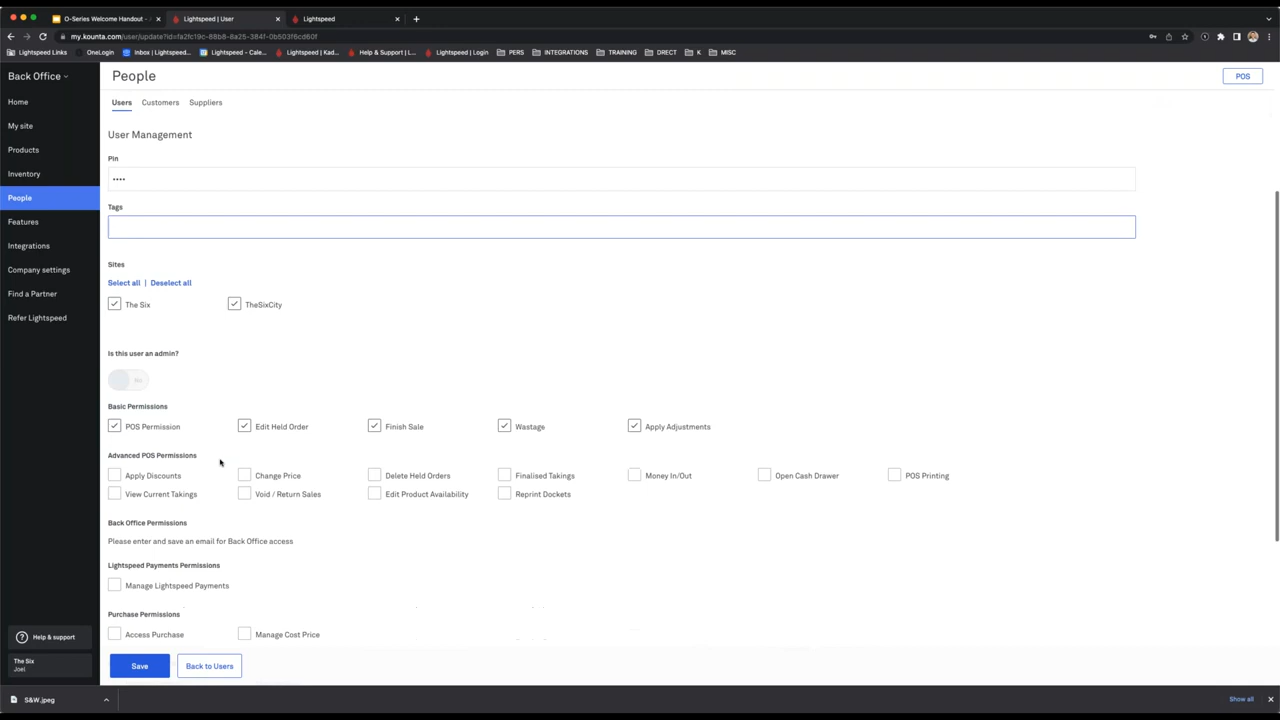 O-Series Welcome Handout - A
Lightspeed | User
Lightspeed
my.kounta.com/user/update?id=fa2fc19c-88b8-8a25-384f-0b503f6cd60f
Lightspeed Links
OneLogin
Inbox | Lightspeed...
Lightspeed - Cale...
Lightspeed | Kad...
Help & Support | L...
Lightspeed | Login
PERS
INTEGRATIONS
TRAINING
DRECT
K
MISC
Back Office
People
POS
Home
My site
Products
Inventory
People
Features
Integrations
Company settings
Find a Partner
Refer Lightspeed
Users Customers Suppliers
User Management
Pin
••••
Tags
Sites
Select all | Deselect all
The Six TheSixCity
Is this user an admin?
No
Basic Permissions
POS Permission Edit Held Order Finish Sale Wastage Apply Adjustments
Advanced POS Permissions
Apply Discounts Change Price Delete Held Orders Finalised Takings Money In/Out Open Cash Drawer POS Printing
View Current Takings Void / Return Sales Edit Product Availability Reprint Dockets
Back Office Permissions
Please enter and save an email for Back Office access
Lightspeed Payments Permissions
Manage Lightspeed Payments
Purchase Permissions
Access Purchase Manage Cost Price
Help & support
The Six
Joel
Save
Back to Users
S&W.jpeg
Show all